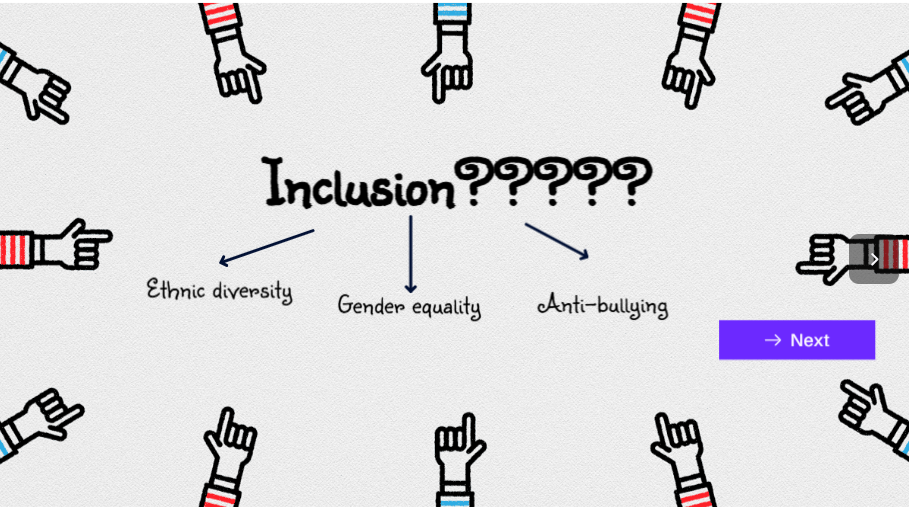 Inclusion?????
Ethnic diversity
Gender equality
Anti-bullying
→ Next